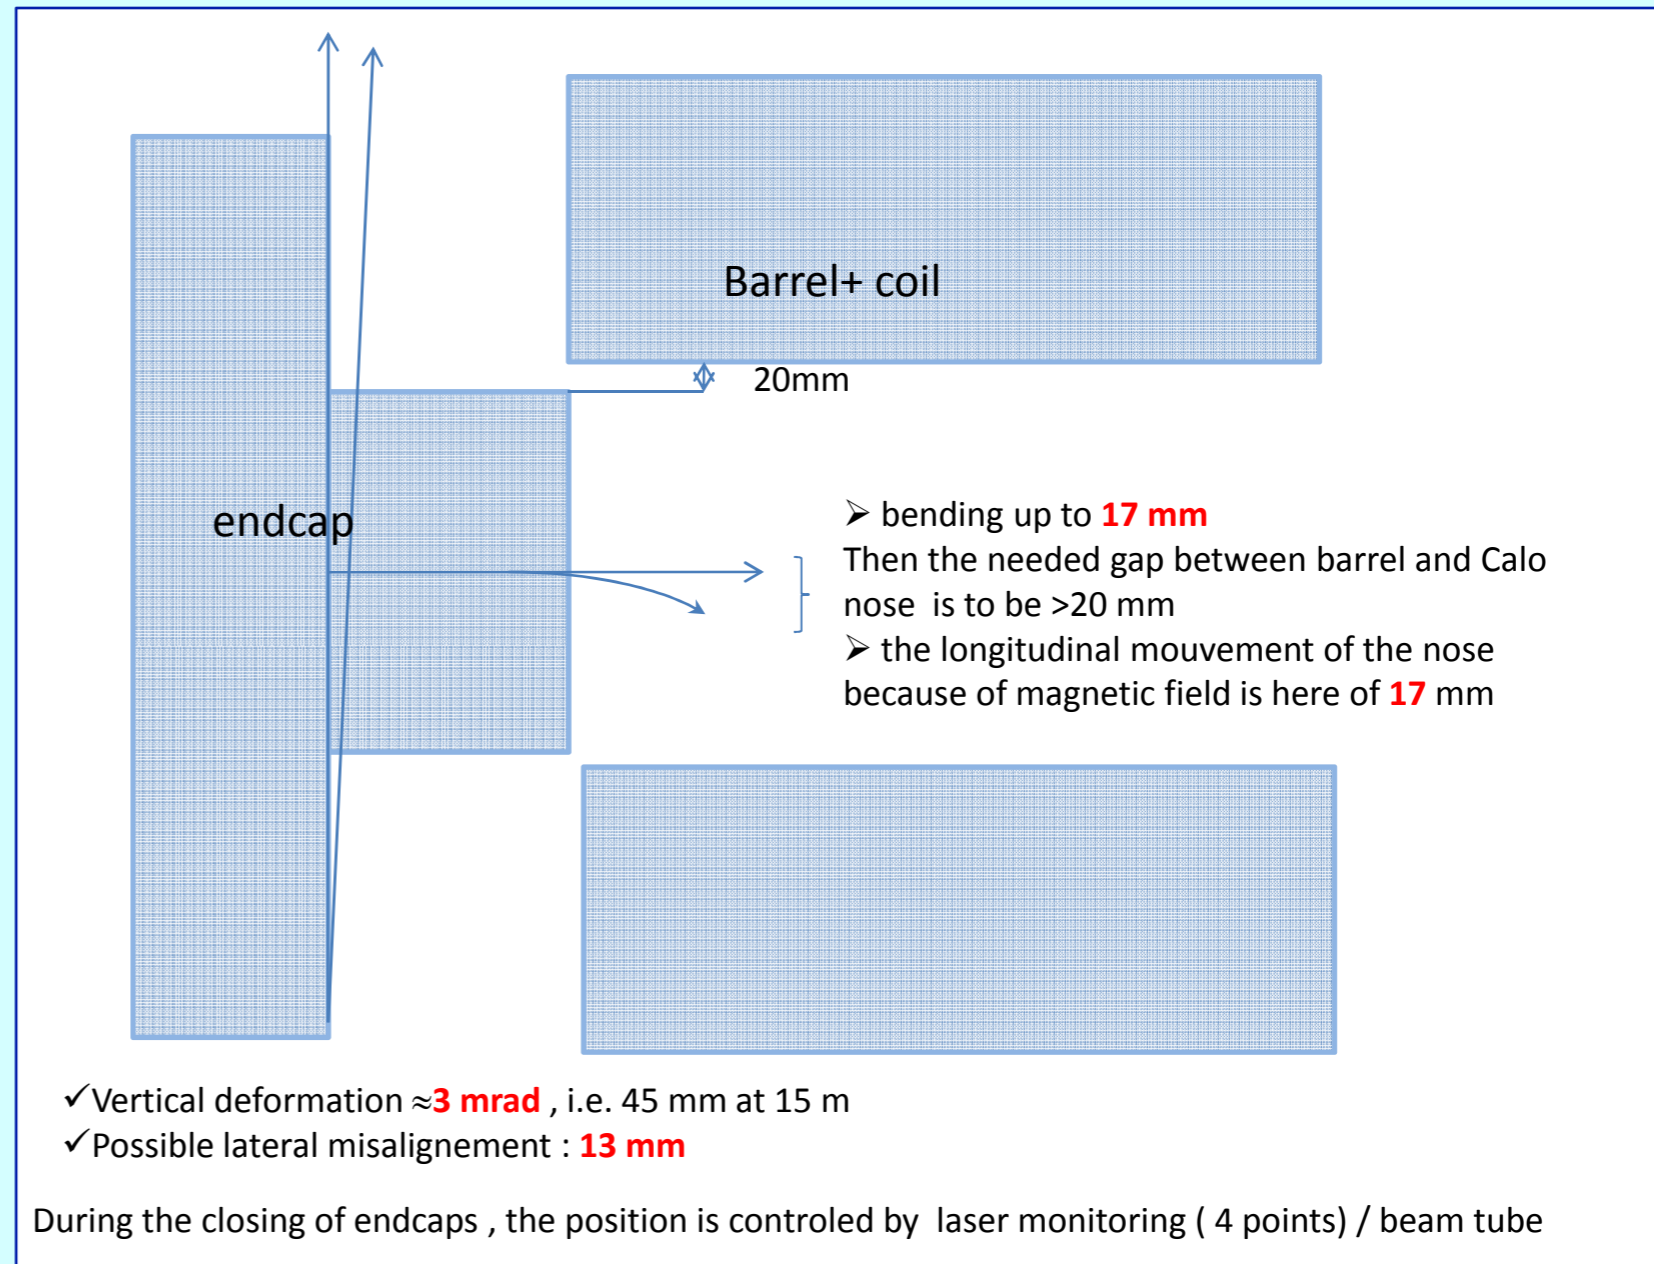 Barrel+ coil
20mm
endcap
➢ bending up to 17 mm
Then the needed gap between barrel and Calo
nose is to be >20 mm
➢ the longitudinal mouvement of the nose
because of magnetic field is here of 17 mm
✓Vertical deformation ≈3 mrad , i.e. 45 mm at 15 m
✓Possible lateral misalignement : 13 mm
During the closing of endcaps , the position is controled by laser monitoring ( 4 points) / beam tube